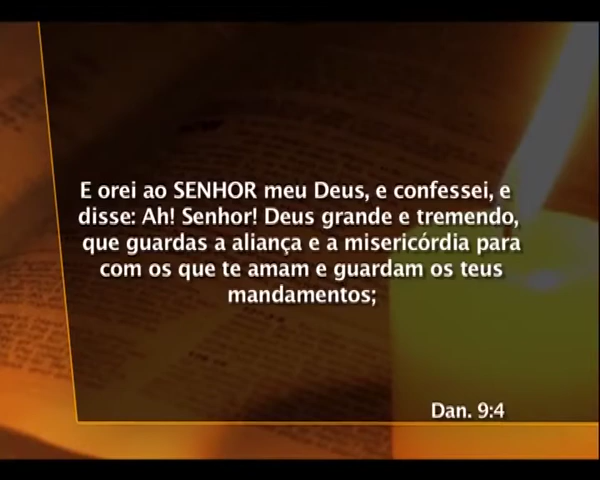 E orei ao SENHOR meu Deus, e confessei, e
disse: Ah! Senhor! Deus grande e tremendo,
que guardas a aliança e a misericórdia para
com os que te amam e guardam os teus
mandamentos;
Dan. 9:4